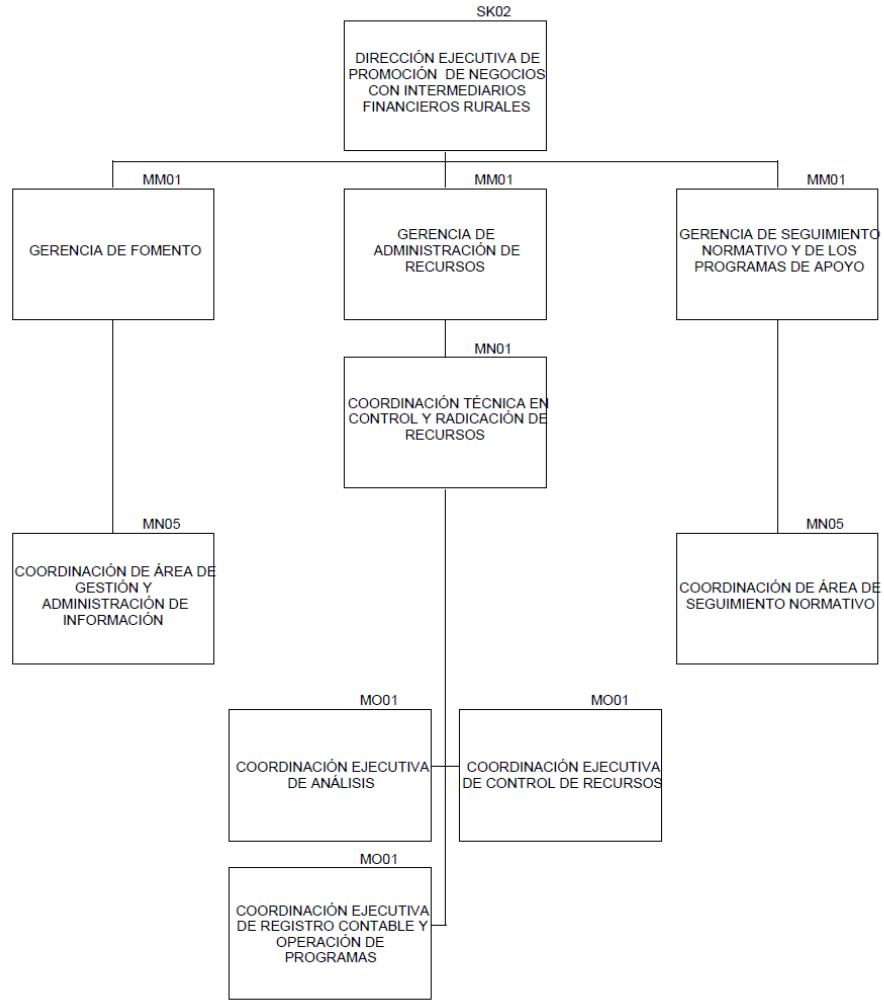 SK02
DIRECCIÓN EJECUTIVA DE
PROMOCIÓN DE NEGOCIOS
CON INTERMEDIARIOS
FINANCIEROS RURALES
MM01
GERENCIA DE FOMENTO
MM01
GERENCIA DE
ADMINISTRACIÓN DE
RECURSOS
MM01
GERENCIA DE SEGUIMIENTO
NORMATIVO Y DE LOS
PROGRAMAS DE APOYO
MN01
COORDINACIÓN TÉCNICA EN
CONTROL Y RADICACIÓN DE
RECURSOS
MN05
COORDINACIÓN DE ÁREA DE
GESTIÓN Y
ADMINISTRACIÓN DE
INFORMACIÓN
MN05
COORDINACIÓN DE ÁREA DE
SEGUIMIENTO NORMATIVO
MO01
COORDINACIÓN EJECUTIVA
DE ANÁLISIS
MO01
COORDINACIÓN EJECUTIVA
DE CONTROL DE RECURSOS
MO01
COORDINACIÓN EJECUTIVA
DE REGISTRO CONTABLE Y
OPERACIÓN DE
PROGRAMAS